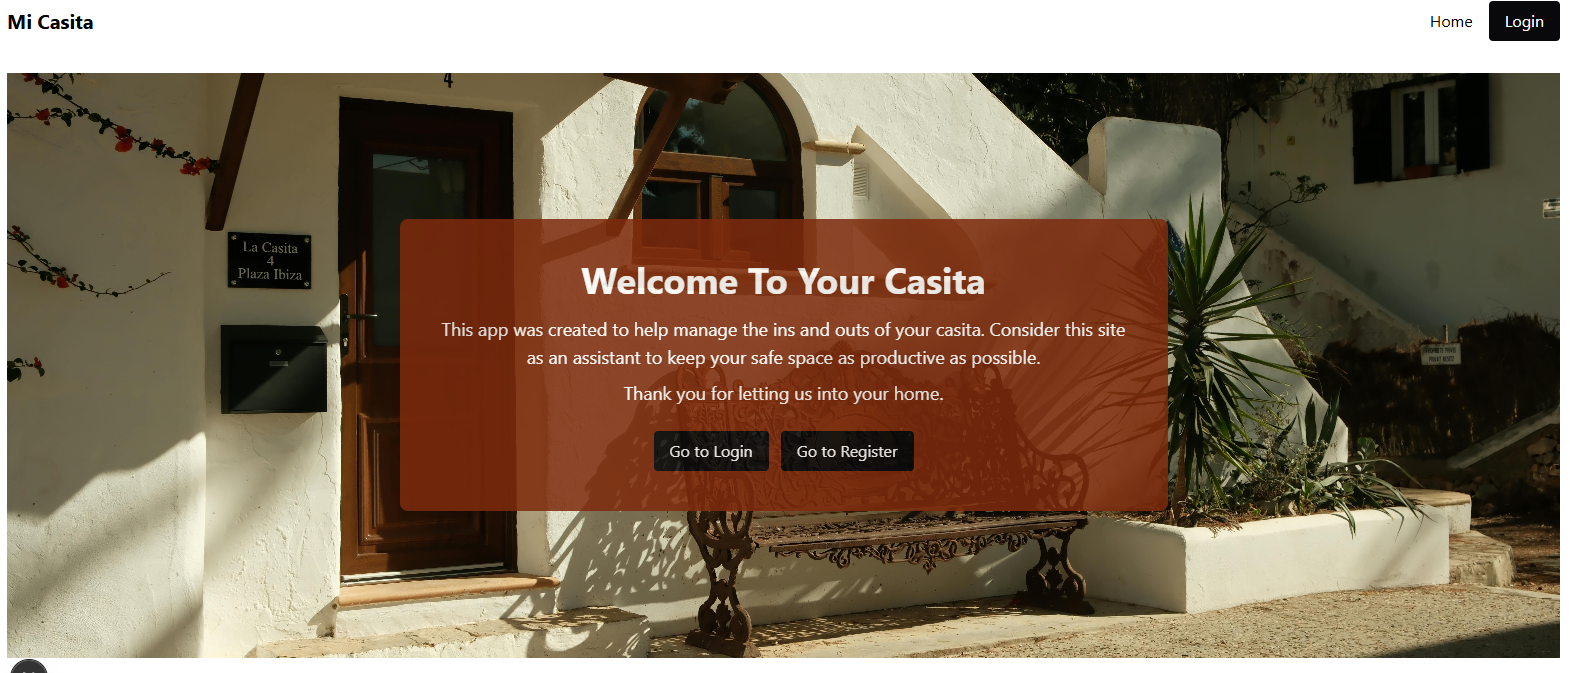 Mi Casita
Home
Login
4
La Casita
4
Plaza Ibiza
Welcome To Your Casita
This app was created to help manage the ins and outs of your casita. Consider this site
as an assistant to keep your safe space as productive as possible.
Thank you for letting us into your home.
Go to Login
Go to Register